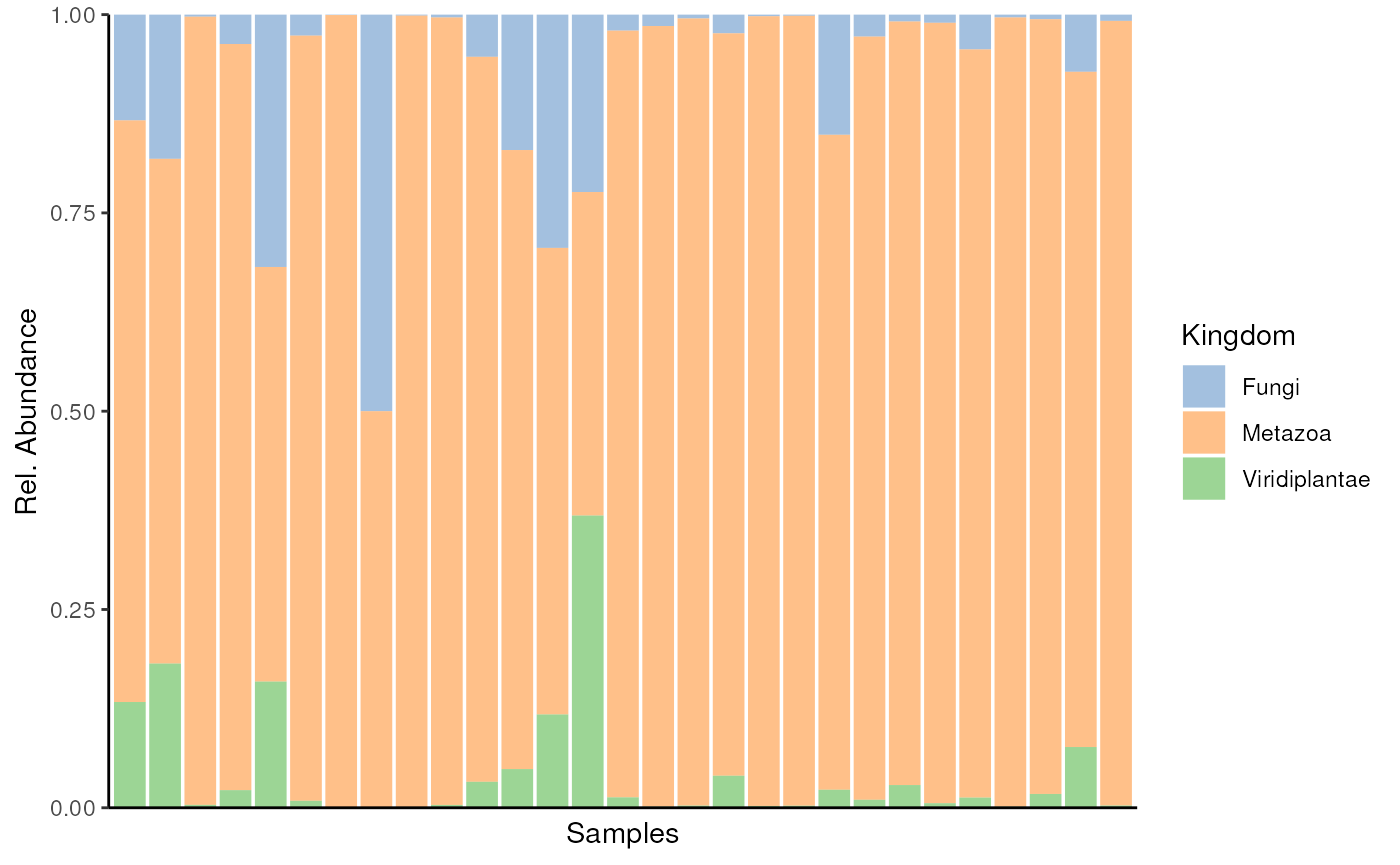 1.00
0.75
0.50
0.25
0.00
Rel. Abundance
Samples
Kingdom
Fungi
Metazoa
Viridiplantae